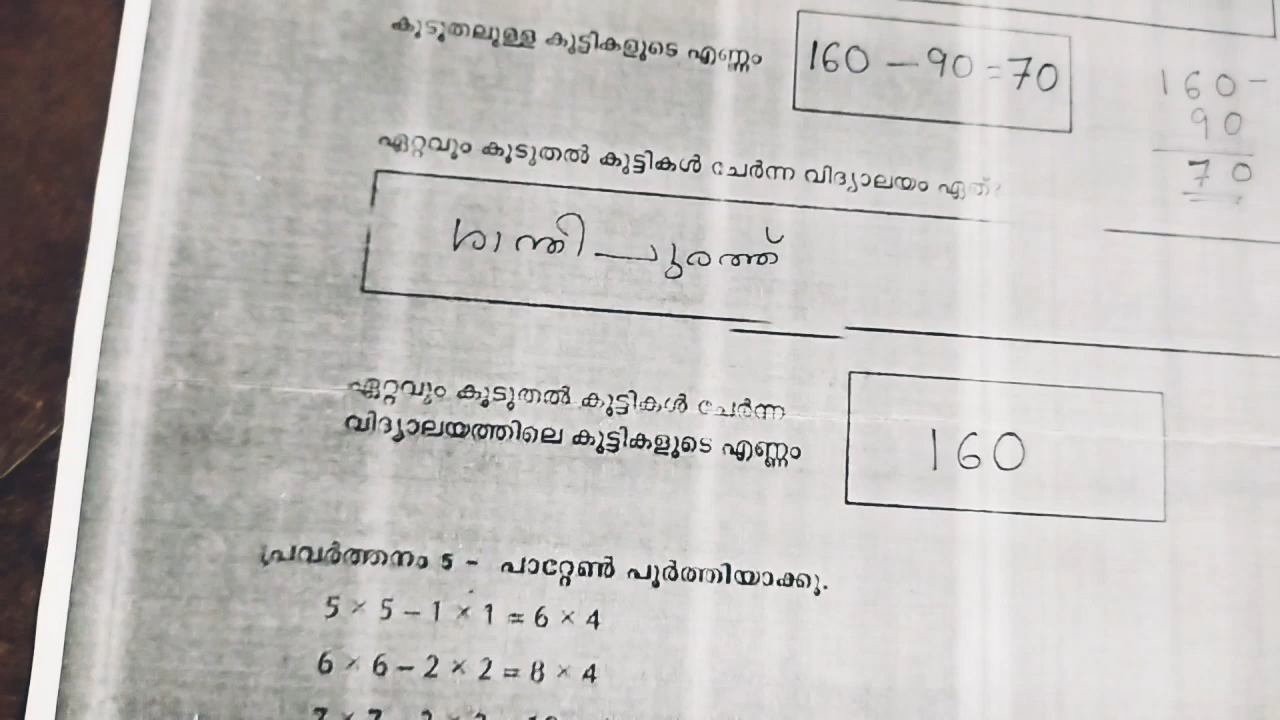 കൂടുതലുള്ള കുട്ടികളുടെ എണ്ണം
160 - 90 = 70
160 -
90
70
ഏറ്റവും കൂടുതൽ കുട്ടികൾ ചേർന്ന വിദ്യാലയം ഏത്?
ശാന്തിപുരത്ത്
ഏറ്റവും കൂടുതൽ കുട്ടികൾ ചേർന്ന
വിദ്യാലയത്തിലെ കുട്ടികളുടെ എണ്ണം
160
പ്രവർത്തനം 5 - പാറ്റേൺ പൂർത്തിയാക്കൂ.
5 × 5 - 1 × 1 = 6 × 4
6 × 6 - 2 × 2 = 8 × 4